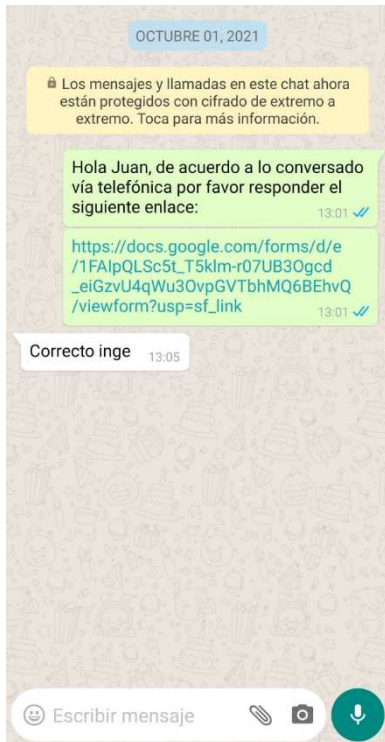 OCTUBRE 01, 2021
Los mensajes y llamadas en este chat ahora
están protegidos con cifrado de extremo a
extremo. Toca para más información.
Hola Juan, de acuerdo a lo conversado
vía telefónica por favor responder el
siguiente enlace:
13:01
https://docs.google.com/forms/d/e
/1FAIpQLSc5t_T5klm-r07UB3Ogcd
_eiGzvU4qWu3OvpGVTbhMQ6BEhvQ
/viewform?usp=sf_link
13:01
Correcto inge 13:05
Escribir mensaje